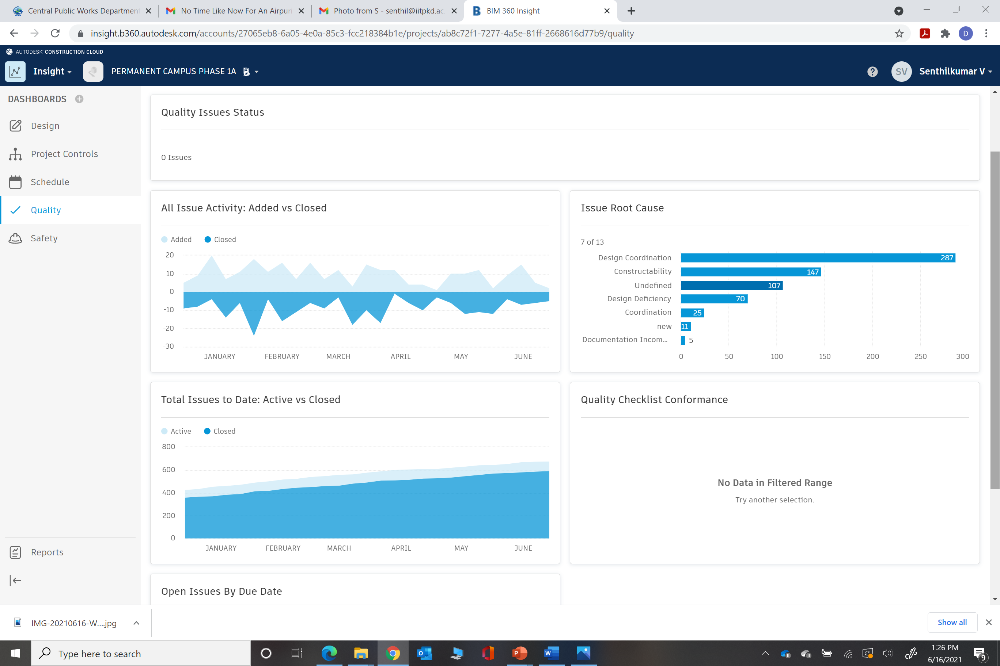 Central Public Works Department
No Time Like Now For An Airpuri
Photo from S - senthil@iitpkd.ac.
BIM 360 Insight
insight.b360.autodesk.com/accounts/27065eb8-6a05-4e0a-85c3-fcc218384b1e/projects/ab8c72f1-7277-4a5e-81ff-2668616d77b9/quality
D
AUTODESK' CONSTRUCTION CLOUD
Insight
PERMANENT CAMPUS PHASE 1A
SV
Senthilkumar V
DASHBOARDS
Design
Project Controls
Schedule
Quality
Safety
Reports
Quality Issues Status
0 Issues
All Issue Activity: Added vs Closed
Added Closed
20
10
0
-10
-20
-30
JANUARY FEBRUARY MARCH APRIL MAY JUNE
Issue Root Cause
7 of 13
Design Coordination 287
Constructability 147
Undefined 107
Design Deficiency 70
Coordination 25
new 11
Documentation Incom... 5
0 50 100 150 200 250 300
Total Issues to Date: Active vs Closed
Active Closed
800
600
400
200
0
JANUARY FEBRUARY MARCH APRIL MAY JUNE
Quality Checklist Conformance
No Data in Filtered Range
Try another selection.
Open Issues By Due Date
IMG-20210616-W....jpg
Show all
Type here to search
1:26 PM
6/16/2021
9